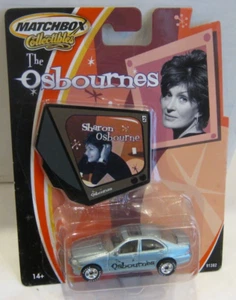 MATCHBOX
Collectibles
The
Osbournes
Sharon
Osbourne
Osbournes
14+